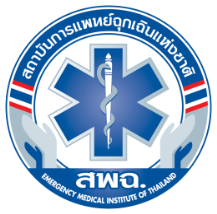 สถาบันการแพทย์ฉุกเฉินแห่งชาติ
สพฉ.
EMERGENCY MEDICAL INSTITUTE OF THAILAND